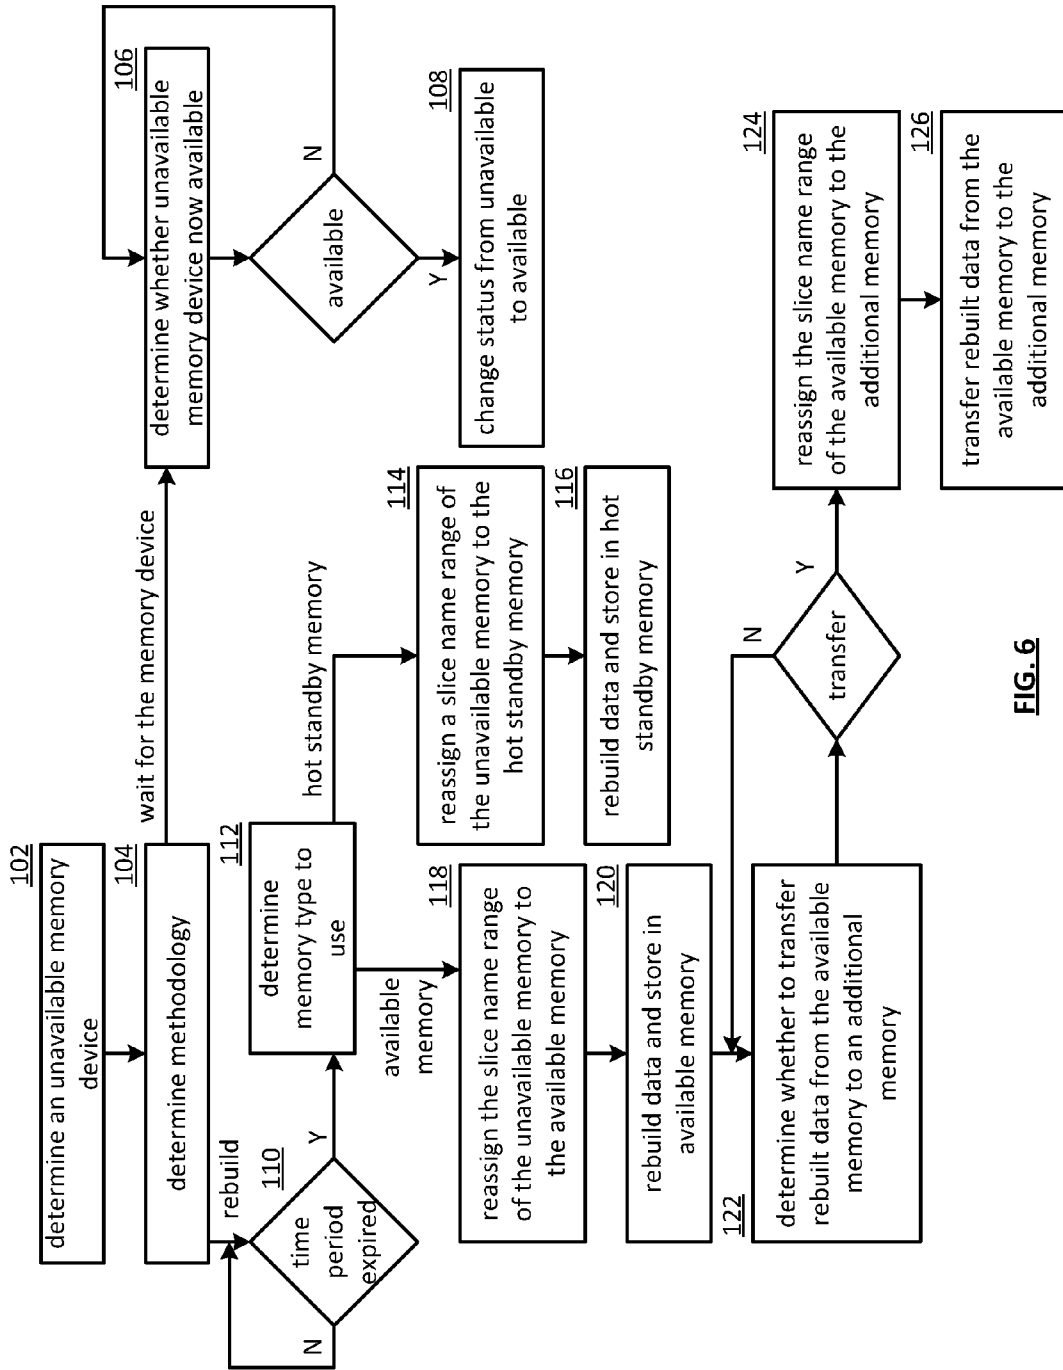 102
determine an unavailable memory
device
104
determine methodology
wait for the memory device
106
determine whether unavailable
memory device now available
available
N
Y
108
change status from unavailable
to available
rebuild
110
time
period
expired
N
Y
112
determine
memory type to
use
hot standby memory
114
reassign a slice name range of
the unavailable memory to the
hot standby memory
116
rebuild data and store in hot
standby memory
available
memory
118
reassign the slice name range
of the unavailable memory to
the available memory
120
rebuild data and store in
available memory
122
determine whether to transfer
rebuilt data from the available
memory to an additional
memory
transfer
N
Y
124
reassign the slice name range
of the available memory to the
additional memory
126
transfer rebuilt data from the
available memory to the
additional memory
FIG. 6